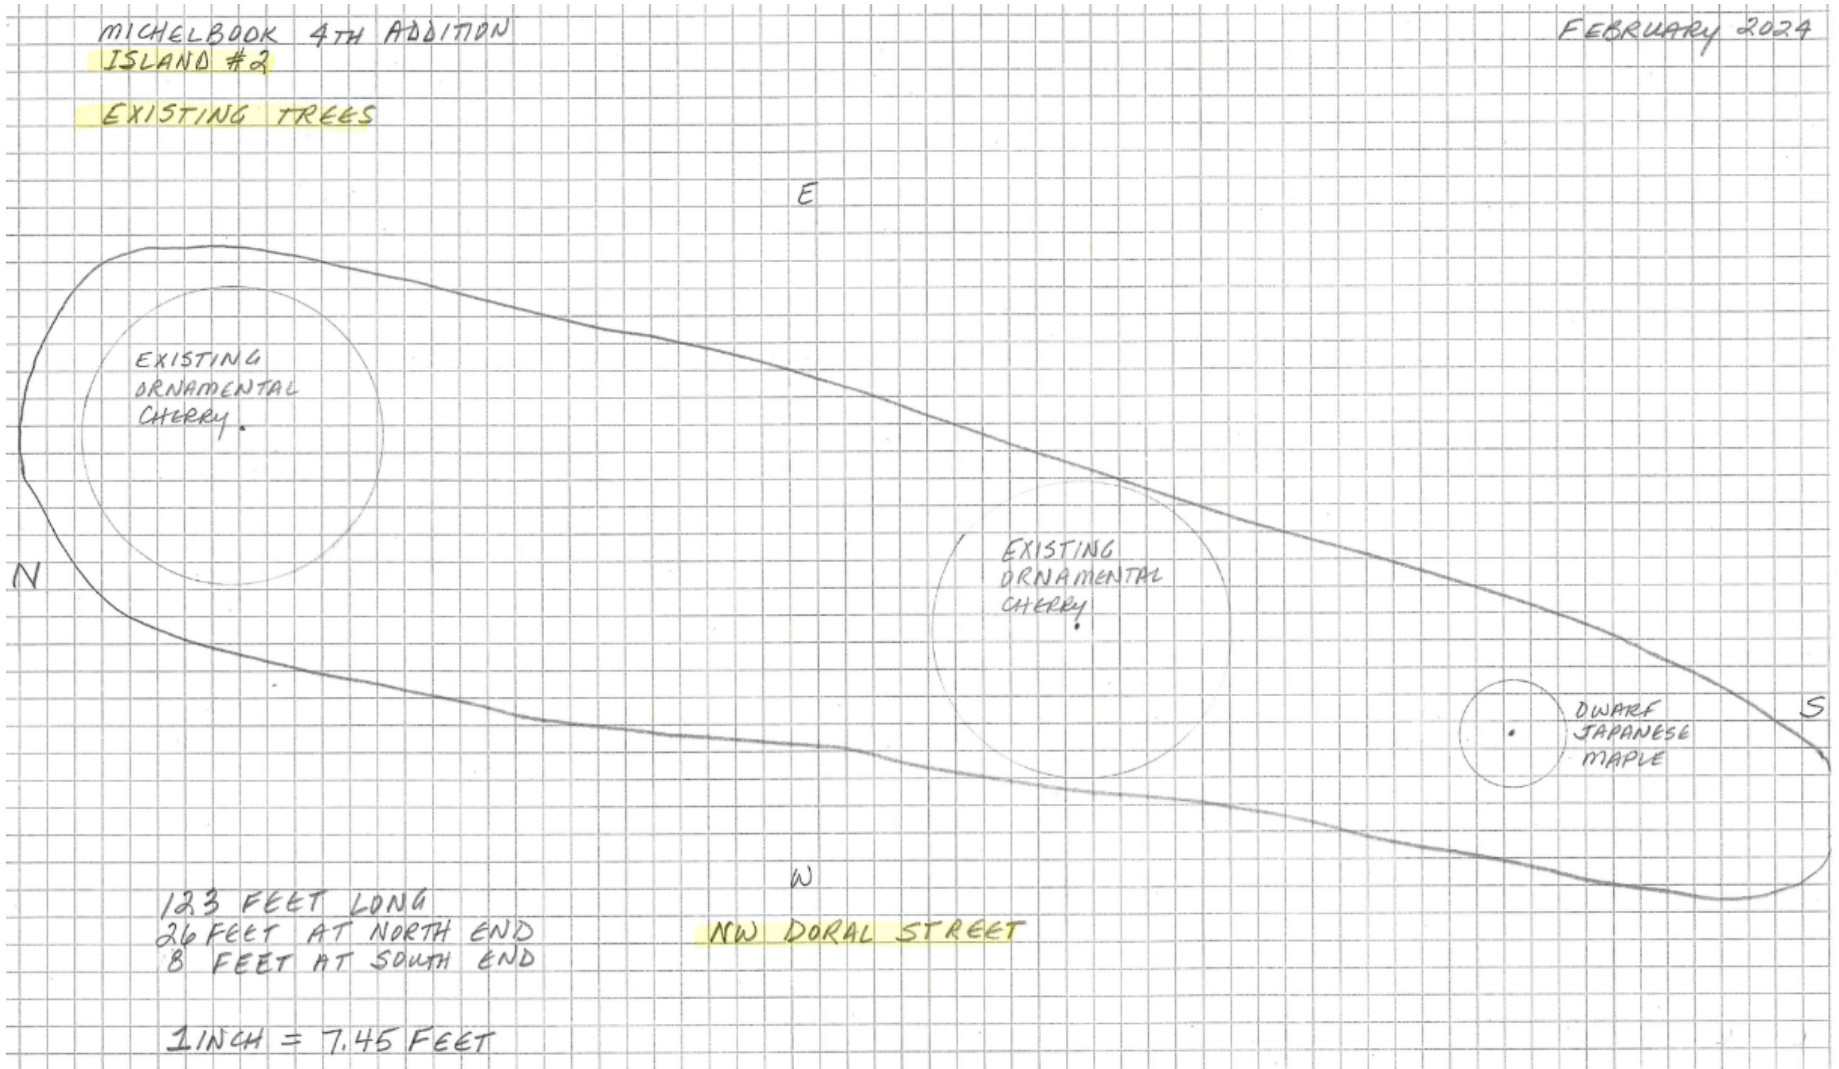 MICHELBOOK 4TH ADDITION
ISLAND #2
EXISTING TREES
FEBRUARY 2024
E
EXISTING
ORNAMENTAL
CHERRY
N
EXISTING
ORNAMENTAL
CHERRY
DWARF
JAPANESE
MAPLE
S
W
123 FEET LONG
26 FEET AT NORTH END
8 FEET AT SOUTH END
NW DORAL STREET
1 INCH = 7.45 FEET